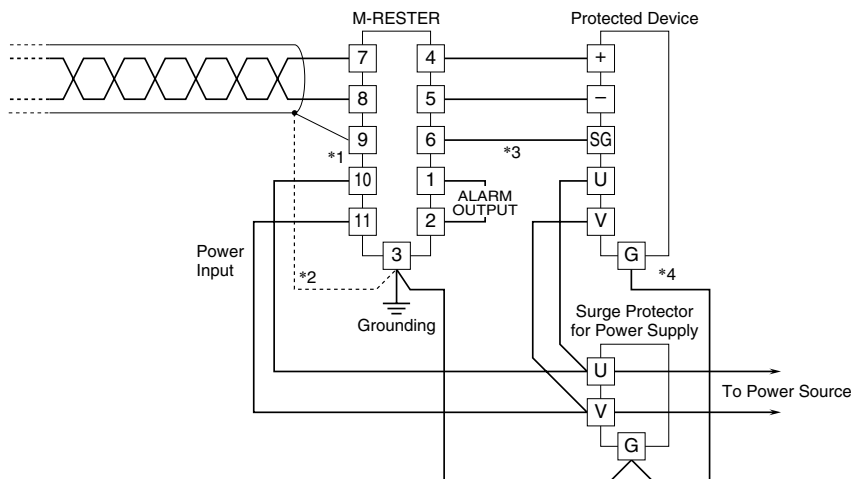 M-RESTER
Protected Device
7
4
+
8
5
–
9
6
SG
*1
*3
10
1
U
ALARM
OUTPUT
11
2
V
Power
Input
3
G
*2
*4
Grounding
Surge Protector
for Power Supply
U
To Power Source
V
G